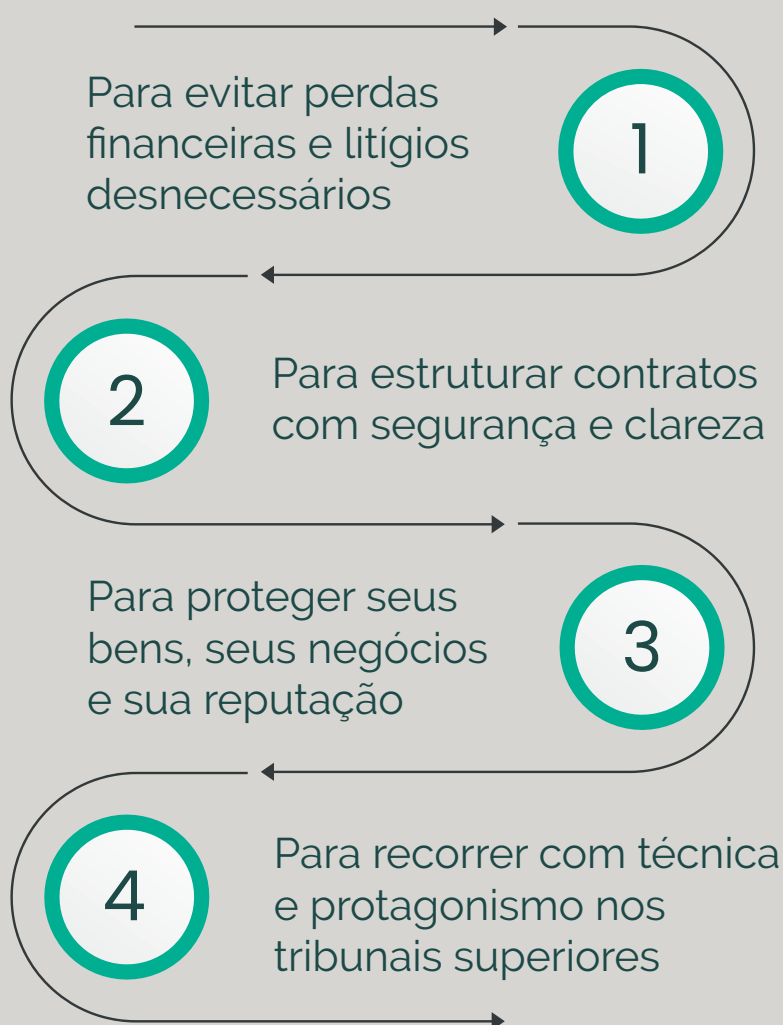 Para evitar perdas
financeiras e litígios
desnecessários
1
2
Para estruturar contratos
com segurança e clareza
Para proteger seus
bens, seus negócios
e sua reputação
3
4
Para recorrer com técnica
e protagonismo nos
tribunais superiores